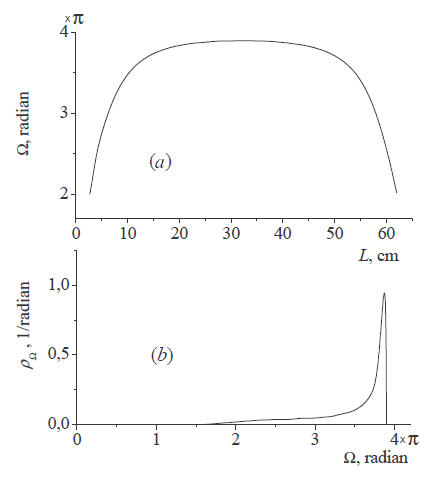 ×π
4
3
2
Ω, radian
(a)
0 10 20 30 40 50 60
L, cm
1,0
0,5
0,0
ρΩ, 1/radian
(b)
0 1 2 3 4×π
Ω, radian